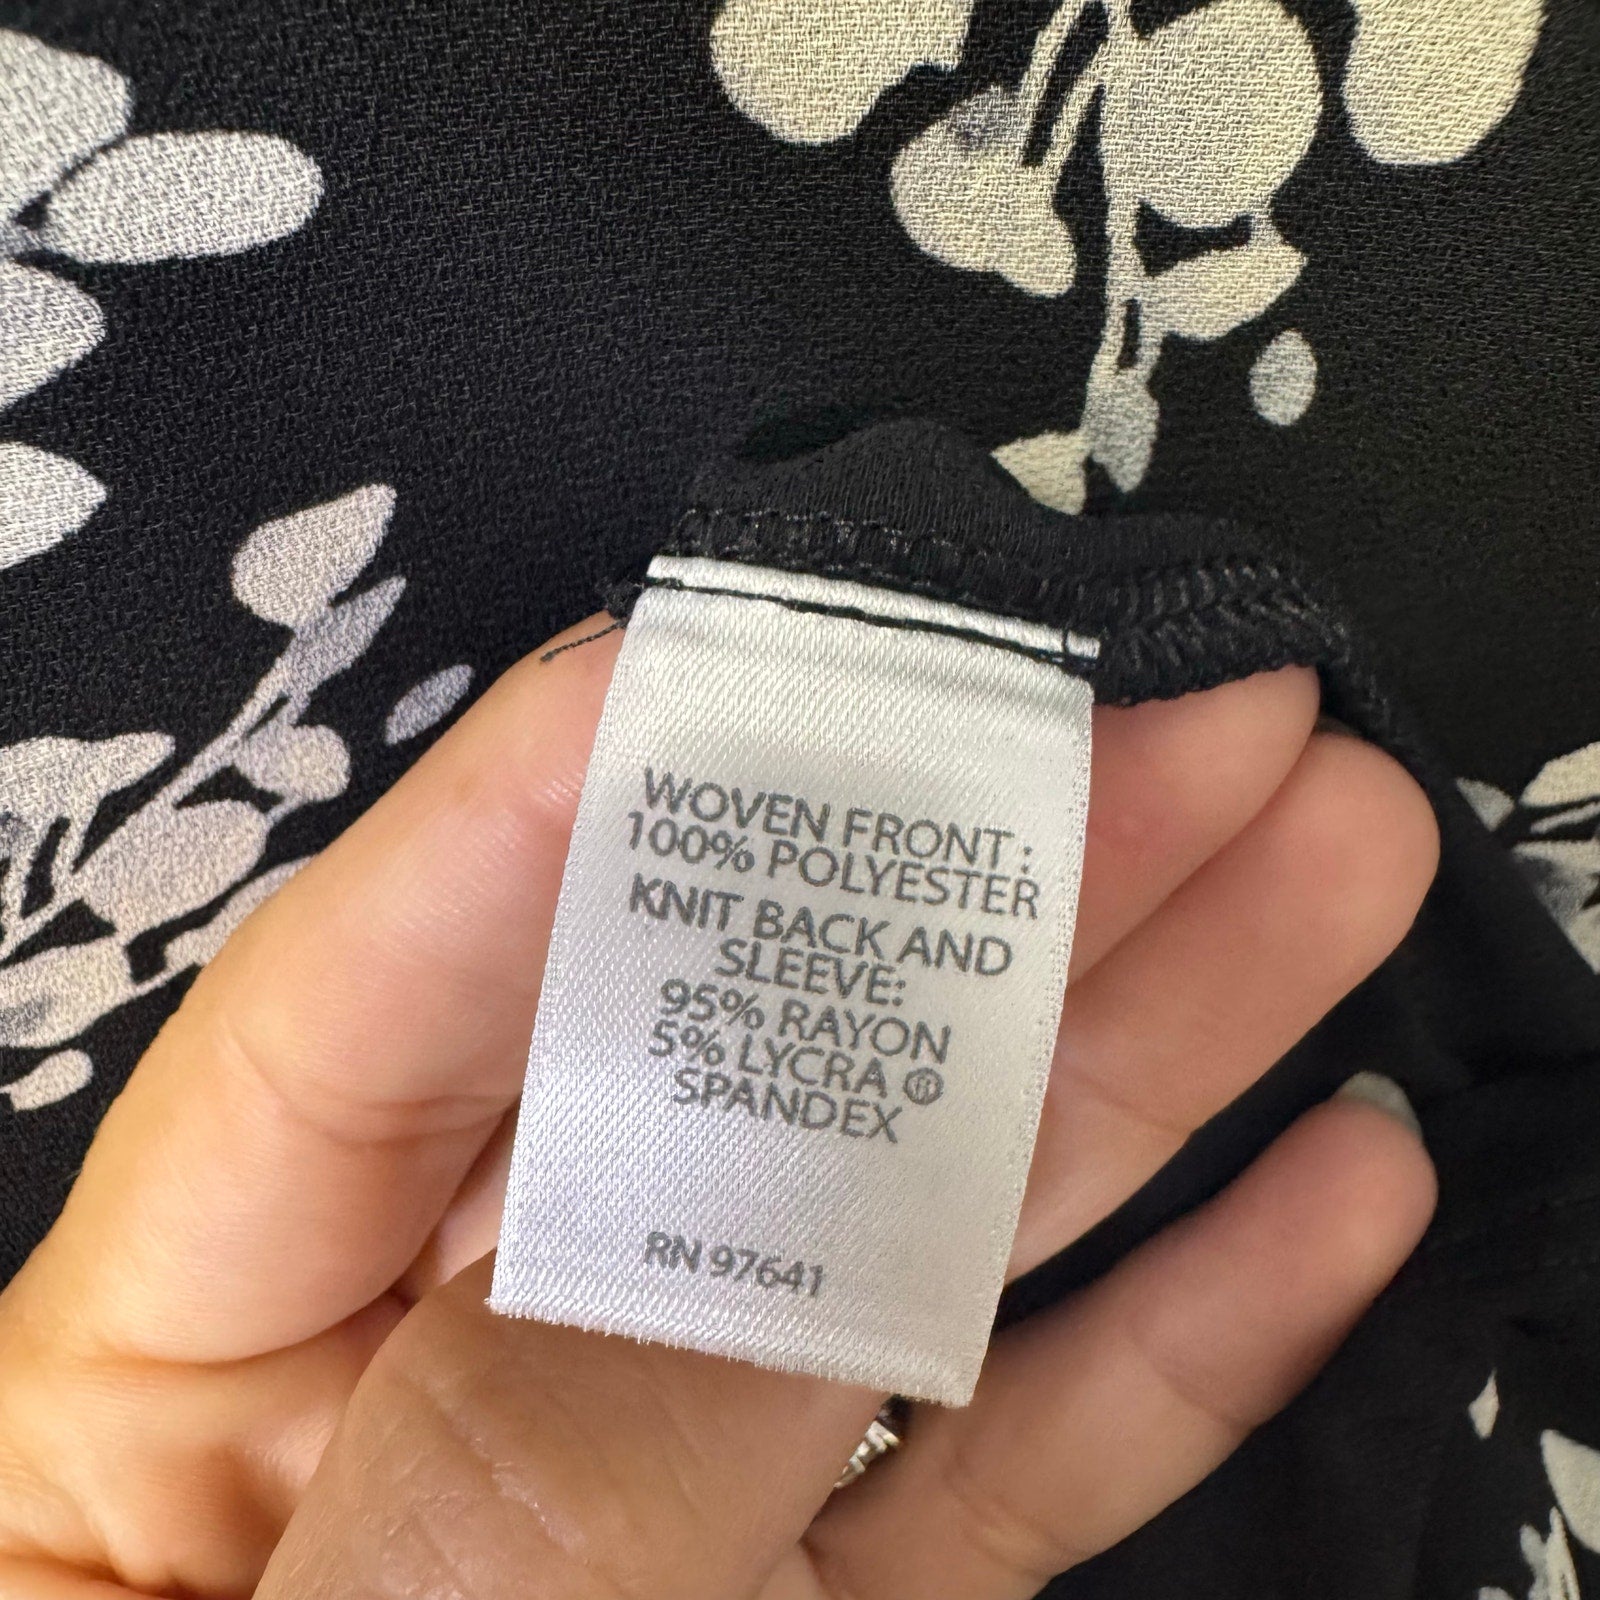 WOVEN FRONT:
100% POLYESTER
KNIT BACK AND
SLEEVE:
95% RAYON
5% LYCRA ®
SPANDEX
RN 97641